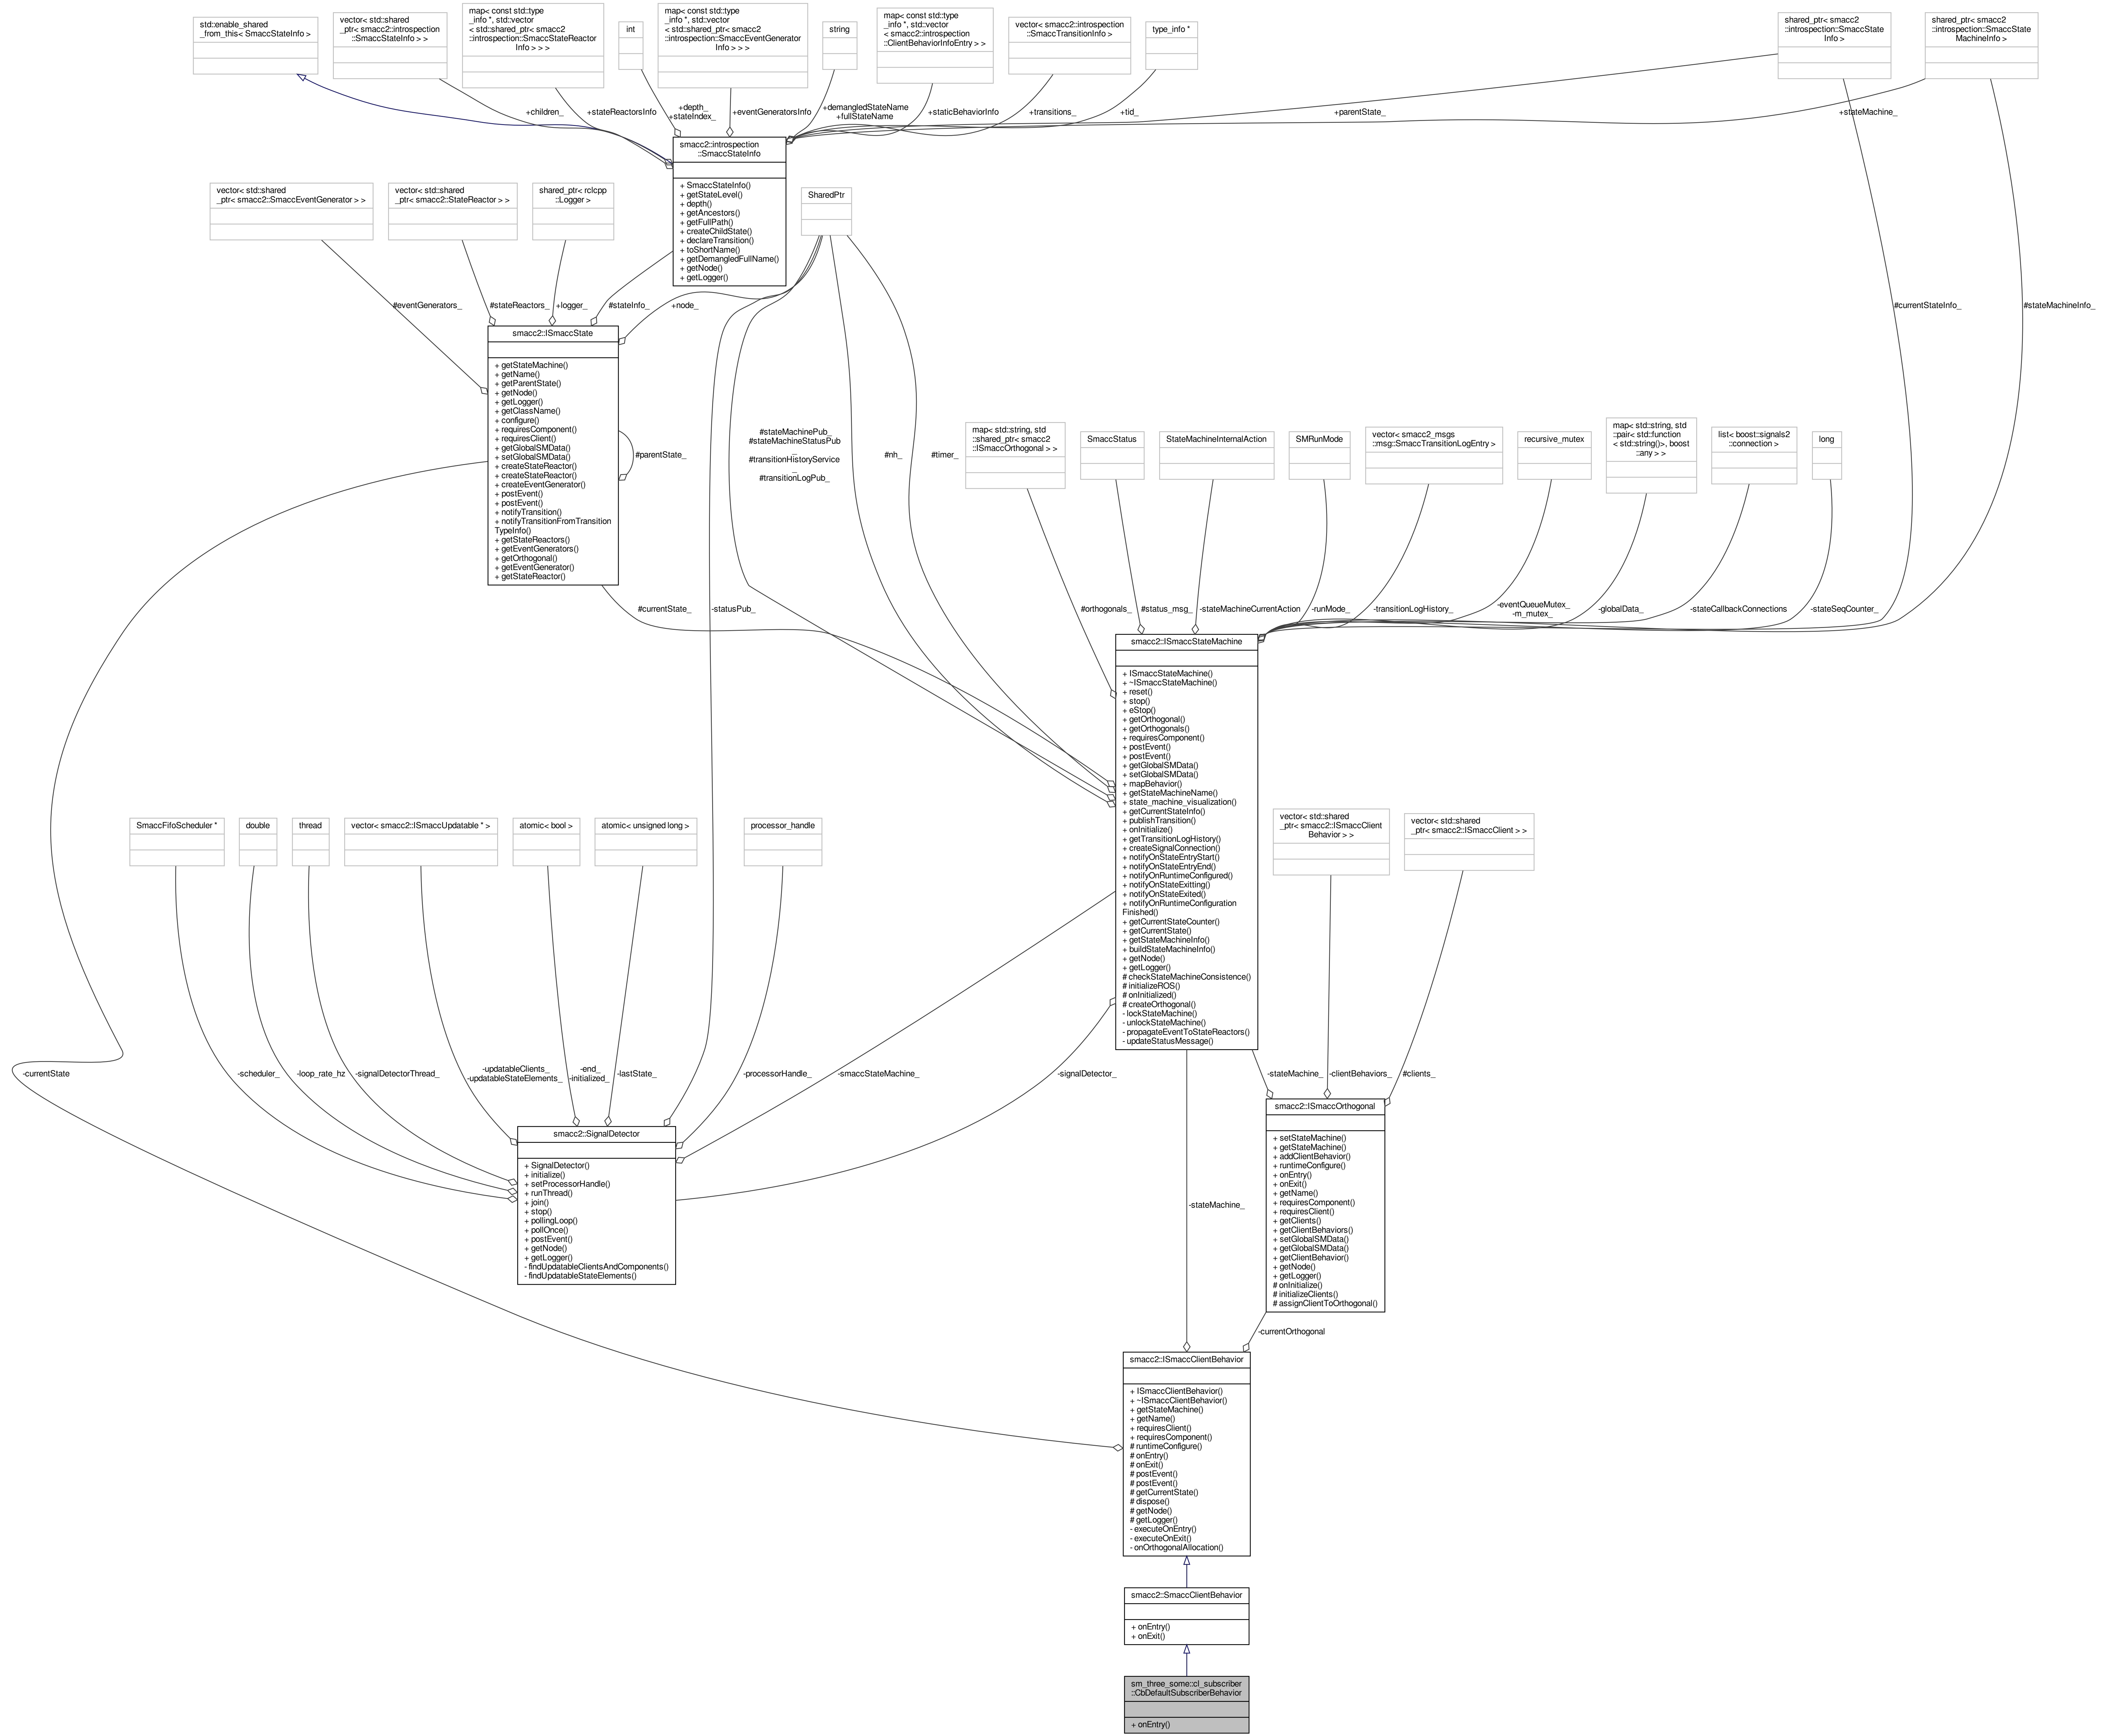 std::enable_shared
_from_this< SmaccStateInfo >
vector< std::shared
_ptr< smacc2::introspection
::SmaccStateInfo > >
map< const std::type
_info *, std::vector
< std::shared_ptr< smacc2
::introspection::SmaccStateReactor
Info > > >
int
map< const std::type
_info *, std::vector
< std::shared_ptr< smacc2
::introspection::SmaccEventGenerator
Info > > >
string
map< const std::type
_info *, std::vector
< smacc2::introspection
::ClientBehaviorInfoEntry > >
vector< smacc2::introspection
::SmaccTransitionInfo >
type_info *
shared_ptr< smacc2
::introspection::SmaccState
Info >
shared_ptr< smacc2
::introspection::SmaccState
MachineInfo >
+children_
+stateReactorsInfo
+depth_
+stateIndex_
+eventGeneratorsInfo
+demangledStateName
+fullStateName
+staticBehaviorInfo
+transitions_
+tid_
+parentState_
+stateMachine_
smacc2::introspection
::SmaccStateInfo
+ SmaccStateInfo()
+ getStateLevel()
+ depth()
+ getAncestors()
+ getFullPath()
+ createChildState()
+ declareTransition()
+ toShortName()
+ getDemangledFullName()
+ getNode()
+ getLogger()
vector< std::shared
_ptr< smacc2::SmaccEventGenerator > >
vector< std::shared
_ptr< smacc2::StateReactor > >
shared_ptr< rclcpp
::Logger >
SharedPtr
#eventGenerators_
#stateReactors_
+logger_
#stateInfo_
+node_
#currentStateInfo_
#stateMachineInfo_
smacc2::ISmaccState
+ getStateMachine()
+ getName()
+ getParentState()
+ getNode()
+ getLogger()
+ getClassName()
+ configure()
+ requiresComponent()
+ requiresClient()
+ getGlobalSMData()
+ setGlobalSMData()
+ createStateReactor()
+ createStateReactor()
+ createEventGenerator()
+ postEvent()
+ postEvent()
+ notifyTransition()
+ notifyTransitionFromTransition
TypeInfo()
+ getStateReactors()
+ getEventGenerators()
+ getOrthogonal()
+ getEventGenerator()
+ getStateReactor()
#parentState_
#stateMachinePub_
#stateMachineStatusPub
_
#transitionHistoryService
_
#transitionLogPub_
#nh_
#timer_
map< std::string, std
::shared_ptr< smacc2
::ISmaccOrthogonal > >
SmaccStatus
StateMachineInternalAction
SMRunMode
vector< smacc2_msgs
::msg::SmaccTransitionLogEntry >
recursive_mutex
map< std::string, std
::pair< std::function
< std::string()>, boost
::any > >
list< boost::signals2
::connection >
long
#currentState_
-statusPub_
#orthogonals_
#status_msg_
-stateMachineCurrentAction
-runMode_
-transitionLogHistory_
-eventQueueMutex_
-m_mutex_
-globalData_
-stateCallbackConnections
-stateSeqCounter_
smacc2::ISmaccStateMachine
+ ISmaccStateMachine()
+ ~ISmaccStateMachine()
+ reset()
+ stop()
+ eStop()
+ getOrthogonal()
+ getOrthogonals()
+ requiresComponent()
+ postEvent()
+ postEvent()
+ getGlobalSMData()
+ setGlobalSMData()
+ mapBehavior()
+ getStateMachineName()
+ state_machine_visualization()
+ getCurrentStateInfo()
+ publishTransition()
+ onInitialize()
+ getTransitionLogHistory()
+ createSignalConnection()
+ notifyOnStateEntryStart()
+ notifyOnStateEntryEnd()
+ notifyOnRuntimeConfigured()
+ notifyOnStateExitting()
+ notifyOnStateExited()
+ notifyOnRuntimeConfiguration
Finished()
+ getCurrentStateCounter()
+ getCurrentState()
+ getStateMachineInfo()
+ buildStateMachineInfo()
+ getNode()
+ getLogger()
# checkStateMachineConsistence()
# initializeROS()
# onInitialized()
# createOrthogonal()
- lockStateMachine()
- unlockStateMachine()
- propagateEventToStateReactors()
- updateStatusMessage()
SmaccFifoScheduler *
double
thread
vector< smacc2::ISmaccUpdatable * >
atomic< bool >
atomic< unsigned long >
processor_handle
vector< std::shared
_ptr< smacc2::ISmaccClient
Behavior > >
vector< std::shared
_ptr< smacc2::ISmaccClient > >
-currentState
-scheduler_
-loop_rate_hz
-signalDetectorThread_
-updatableClients_
-updatableStateElements_
-end_
-initialized_
-lastState_
-processorHandle_
-smaccStateMachine_
-signalDetector_
-stateMachine_
-clientBehaviors_
#clients_
smacc2::SignalDetector
+ SignalDetector()
+ initialize()
+ setProcessorHandle()
+ runThread()
+ join()
+ stop()
+ pollingLoop()
+ pollOnce()
+ postEvent()
+ getNode()
+ getLogger()
- findUpdatableClientsAndComponents()
- findUpdatableStateElements()
smacc2::ISmaccOrthogonal
+ setStateMachine()
+ getStateMachine()
+ addClientBehavior()
+ runtimeConfigure()
+ onEntry()
+ onExit()
+ getName()
+ requiresComponent()
+ requiresClient()
+ getClients()
+ getClientBehaviors()
+ setGlobalSMData()
+ getGlobalSMData()
+ getClientBehavior()
+ getNode()
+ getLogger()
# onInitialize()
# initializeClients()
# assignClientToOrthogonal()
-stateMachine_
-currentOrthogonal
smacc2::ISmaccClientBehavior
+ ISmaccClientBehavior()
+ ~ISmaccClientBehavior()
+ getStateMachine()
+ getName()
+ requiresClient()
+ requiresComponent()
# runtimeConfigure()
# onEntry()
# onExit()
# postEvent()
# postEvent()
# getCurrentState()
# dispose()
# getNode()
# getLogger()
- executeOnEntry()
- executeOnExit()
- onOrthogonalAllocation()
smacc2::SmaccClientBehavior
+ onEntry()
+ onExit()
sm_three_some::cl_subscriber
::CbDefaultSubscriberBehavior
+ onEntry()